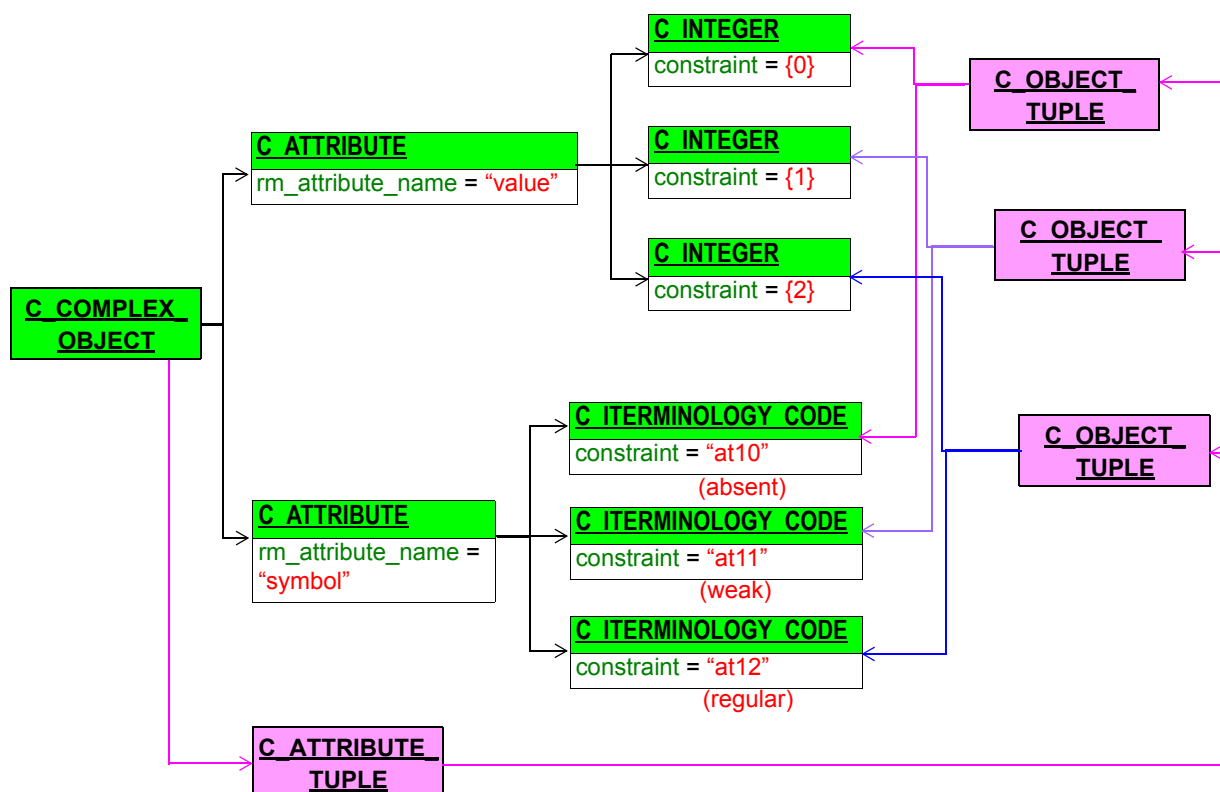 C_INTEGER
constraint = {0}
C_OBJECT_
TUPLE
C_ATTRIBUTE
rm_attribute_name = “value”
C_INTEGER
constraint = {1}
C_OBJECT_
TUPLE
C_INTEGER
constraint = {2}
C_COMPLEX_
OBJECT
C_ITERMINOLOGY_CODE
constraint = “at10”
(absent)
C_OBJECT_
TUPLE
C_ATTRIBUTE
rm_attribute_name =
“symbol”
C_ITERMINOLOGY_CODE
constraint = “at11”
(weak)
C_ITERMINOLOGY_CODE
constraint = “at12”
(regular)
C_ATTRIBUTE_
TUPLE